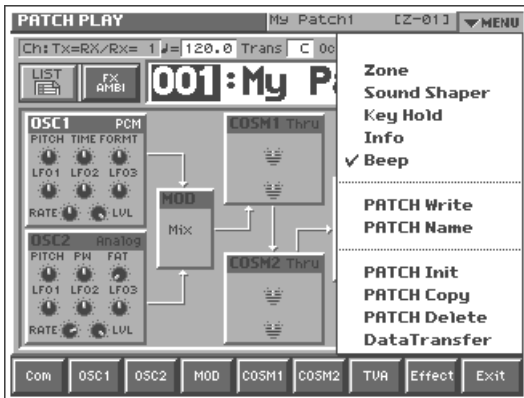 PATCH PLAY
My Patch1 [Z-01]
▼MENU
Ch:Tx=RX/Rx= 1 ♩= 120.0 Trans C Oc
LIST
FX
AMBI
001:My Pa
Zone
Sound Shaper
Key Hold
Info
✓ Beep
PATCH Write
PATCH Name
PATCH Init
PATCH Copy
PATCH Delete
DataTransfer
OSC1 PCM
PITCH TIME FORMT
LFO1 LFO2 LFO3
RATE LVL
OSC2 Analog
PITCH PW FAT
LFO1 LFO2 LFO3
RATE LVL
MOD
Mix
COSM1 Thru
COSM2 Thru
Com OSC1 OSC2 MOD COSM1 COSM2 TVA Effect Exit